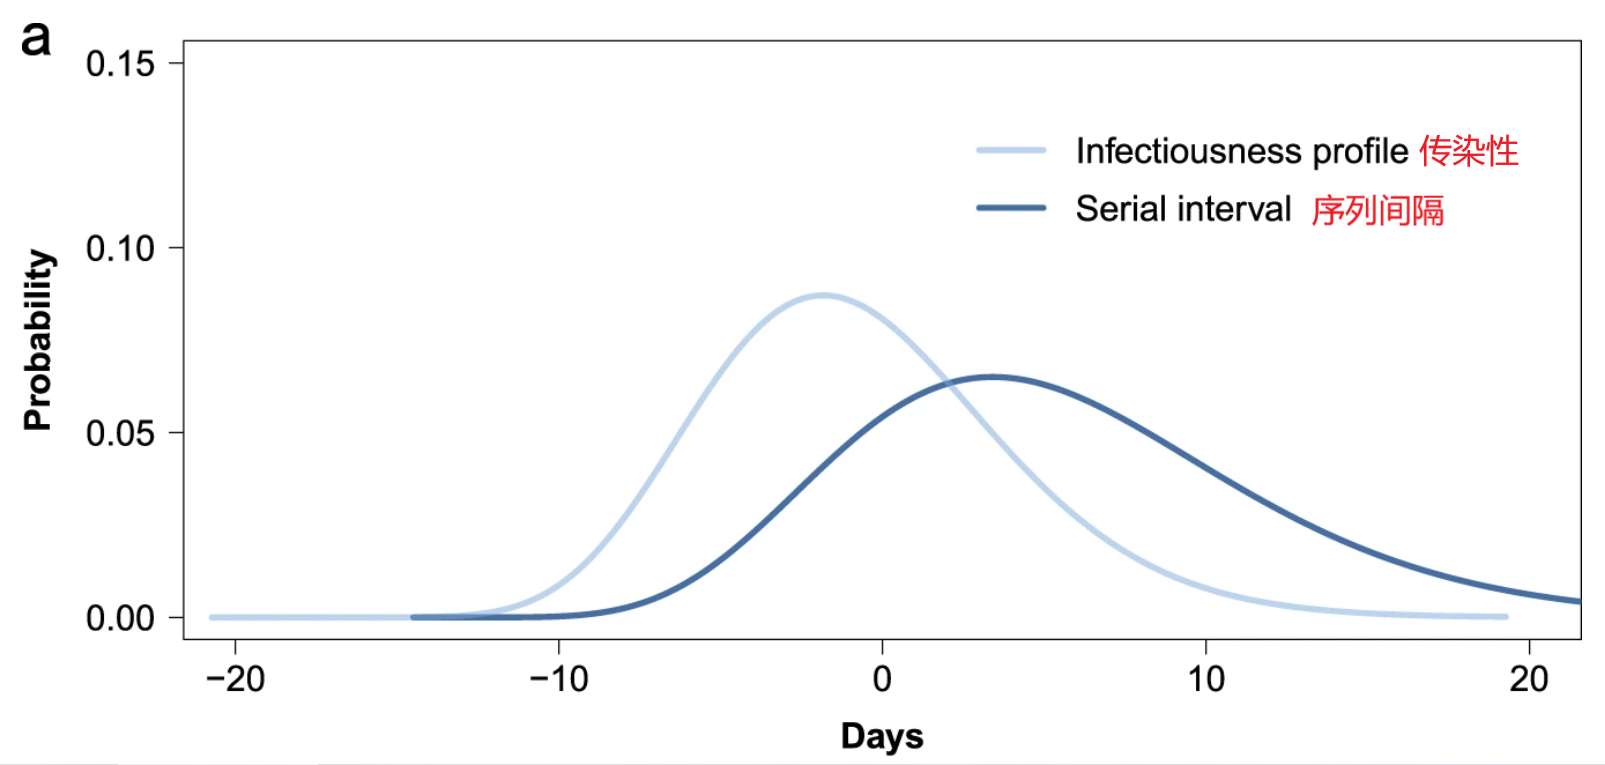 a
0.15
Infectiousness profile 传染性
Serial interval 序列间隔
0.10
Probability
0.05
0.00
−20 −10 0 10 20
Days